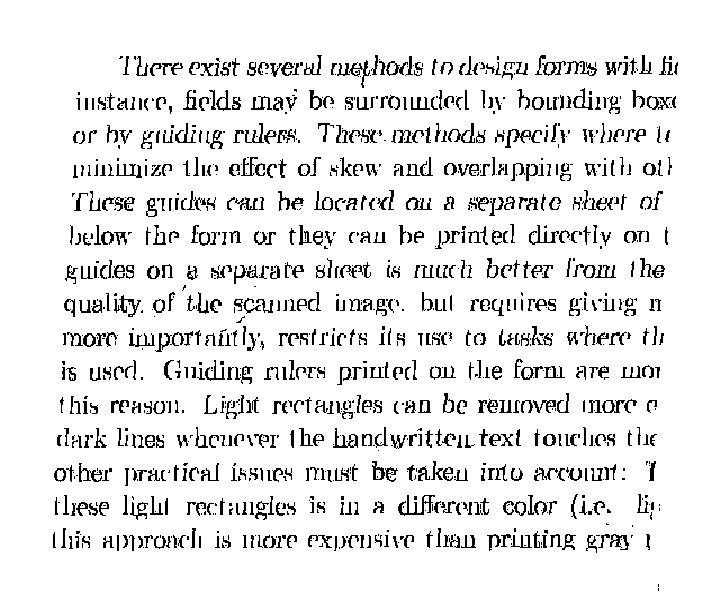 There exist several methods to design forms with
instance, fields may be surrounded by bounding
or by guiding rulers. These methods specify where
minimize the effect of skew and overlapping with
These guides can be located on a separate sheet of
below the form or they can be printed directly on
guides on a separate sheet is much better from the
quality of the scanned image, but requires giving
more importantly, restricts its use to tasks where
is used. Guiding rulers printed on the form are
this reason. Light rectangles can be removed more
dark lines whenever the handwritten text touches the
other practical issues must be taken into account:
these light rectangles is in a different color (i.e.
this approach is more expensive than printing gray